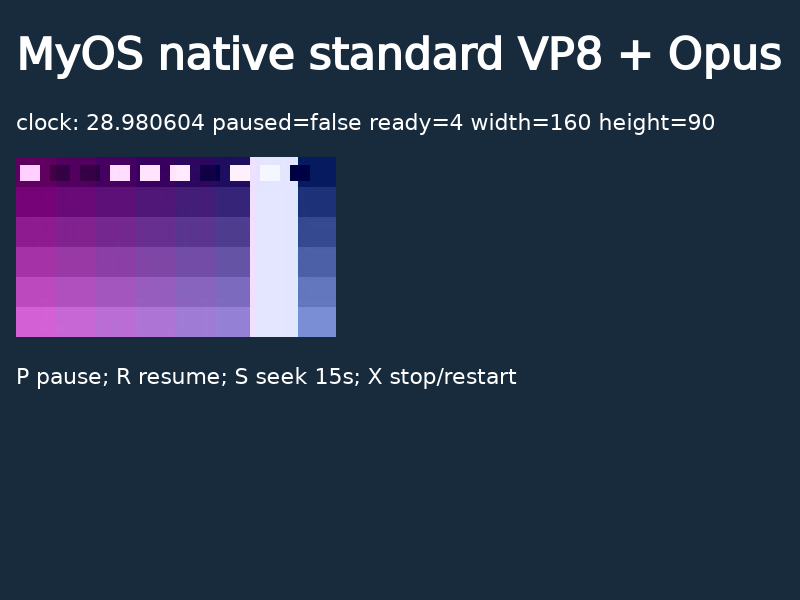 MyOS native standard VP8 + Opus
clock: 28.980604 paused=false ready=4 width=160 height=90
P pause; R resume; S seek 15s; X stop/restart